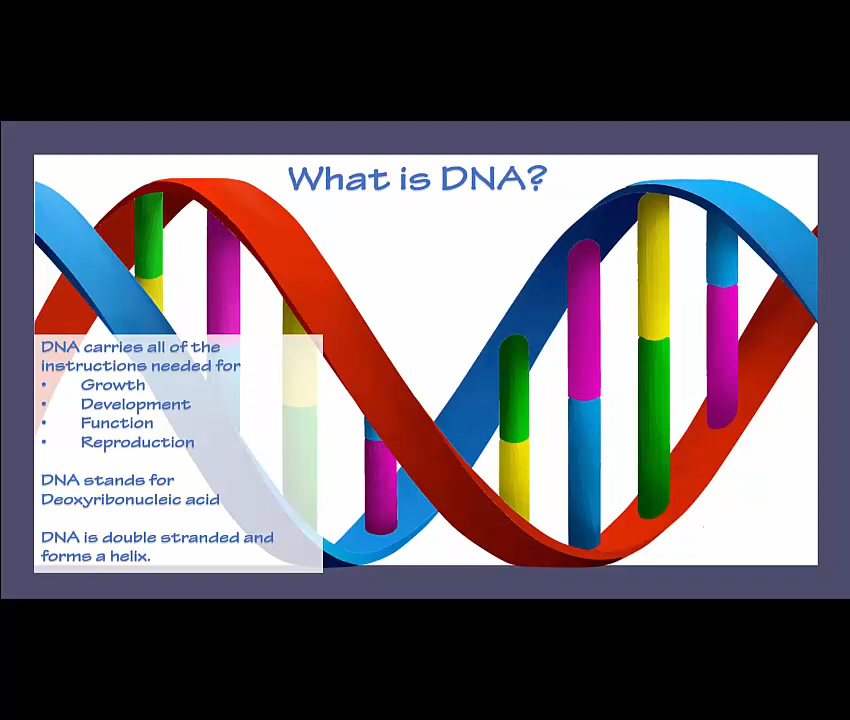 What is DNA?
DNA carries all of the
instructions needed for
• Growth
• Development
• Function
• Reproduction
DNA stands for
Deoxyribonucleic acid
DNA is double stranded and
forms a helix.